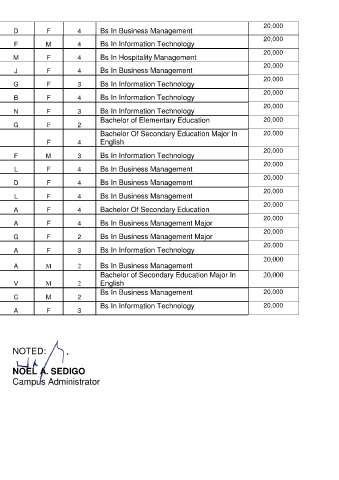 D F 4 Bs In Business Management 20,000
F M 4 Bs In Information Technology 20,000
M F 4 Bs In Hospitality Management 20,000
J F 4 Bs In Business Management 20,000
G F 3 Bs In Information Technology 20,000
B F 4 Bs In Information Technology 20,000
N F 3 Bs In Information Technology 20,000
G F 2 Bachelor of Elementary Education 20,000
F 4 Bachelor Of Secondary Education Major In 20,000
English
F M 3 Bs In Information Technology 20,000
L F 4 Bs In Business Management 20,000
D F 4 Bs In Business Management 20,000
L F 4 Bs In Business Management 20,000
A F 4 Bachelor Of Secondary Education 20,000
A F 4 Bs In Business Management Major 20,000
G F 2 Bs In Business Management Major 20,000
A F 3 Bs In Information Technology 20,000
A M 2 Bs In Business Management 20,000
V M 2 Bachelor of Secondary Education Major In 20,000
English
C M 2 Bs In Business Management 20,000
A F 3 Bs In Information Technology 20,000
NOTED:
NOEL A. SEDIGO
Campus Administrator